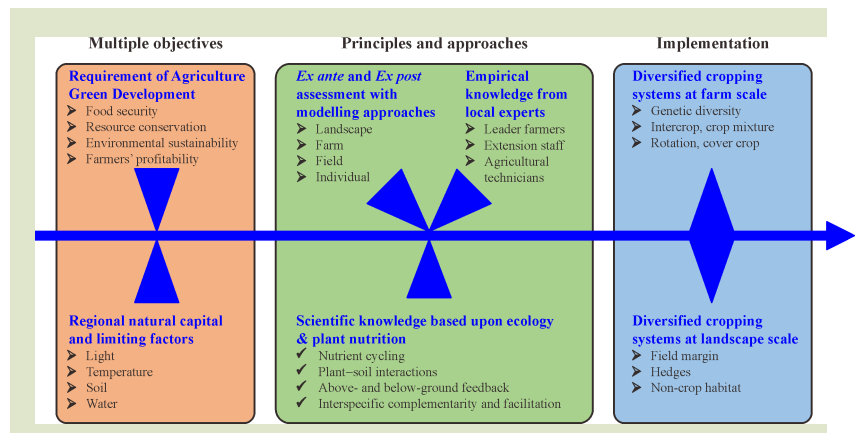 Multiple objectives
Requirement of Agriculture
Green Development
➤ Food security
➤ Resource conservation
➤ Environmental sustainability
➤ Farmers' profitability
Regional natural capital
and limiting factors
➤ Light
➤ Temperature
➤ Soil
➤ Water
Principles and approaches
Ex ante and Ex post
assessment with
modelling approaches
➤ Landscape
➤ Farm
➤ Field
➤ Individual
Empirical
knowledge from
local experts
➤ Leader farmers
➤ Extension staff
➤ Agricultural
technicians
Scientific knowledge based upon ecology
& plant nutrition
✓ Nutrient cycling
✓ Plant–soil interactions
✓ Above- and below-ground feedback
✓ Interspecific complementarity and facilitation
Implementation
Diversified cropping
systems at farm scale
➤ Genetic diversity
➤ Intercrop, crop mixture
➤ Rotation, cover crop
Diversified cropping
systems at landscape scale
➤ Field margin
➤ Hedges
➤ Non-crop habitat